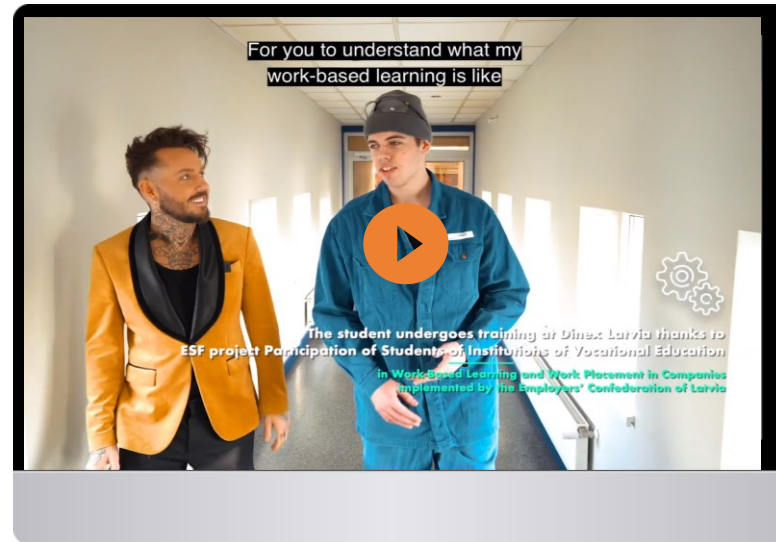 For you to understand what my
work-based learning is like
The student undergoes training at Dinex Latvia thanks to
ESF project Participation of Students of Institutions of Vocational Education
in Work-Based Learning and Work Placement in Companies
implemented by the Employers' Confederation of Latvia